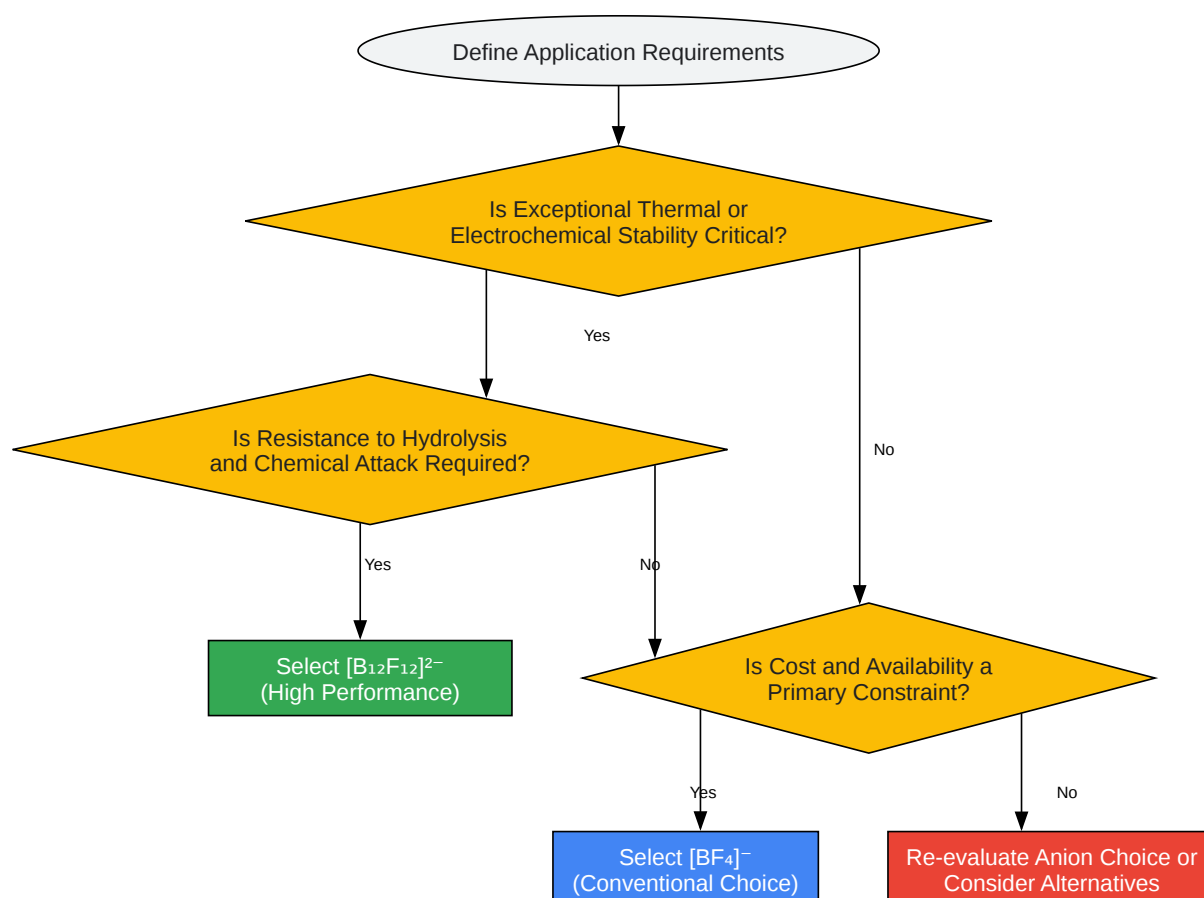 Define Application Requirements
Is Exceptional Thermal or
Electrochemical Stability Critical?
Yes
Is Resistance to Hydrolysis
and Chemical Attack Required?
No
Yes
No
Select [B₁₂F₁₂]²⁻
(High Performance)
Is Cost and Availability a
Primary Constraint?
Yes
No
Select [BF₄]⁻
(Conventional Choice)
Re-evaluate Anion Choice or
Consider Alternatives